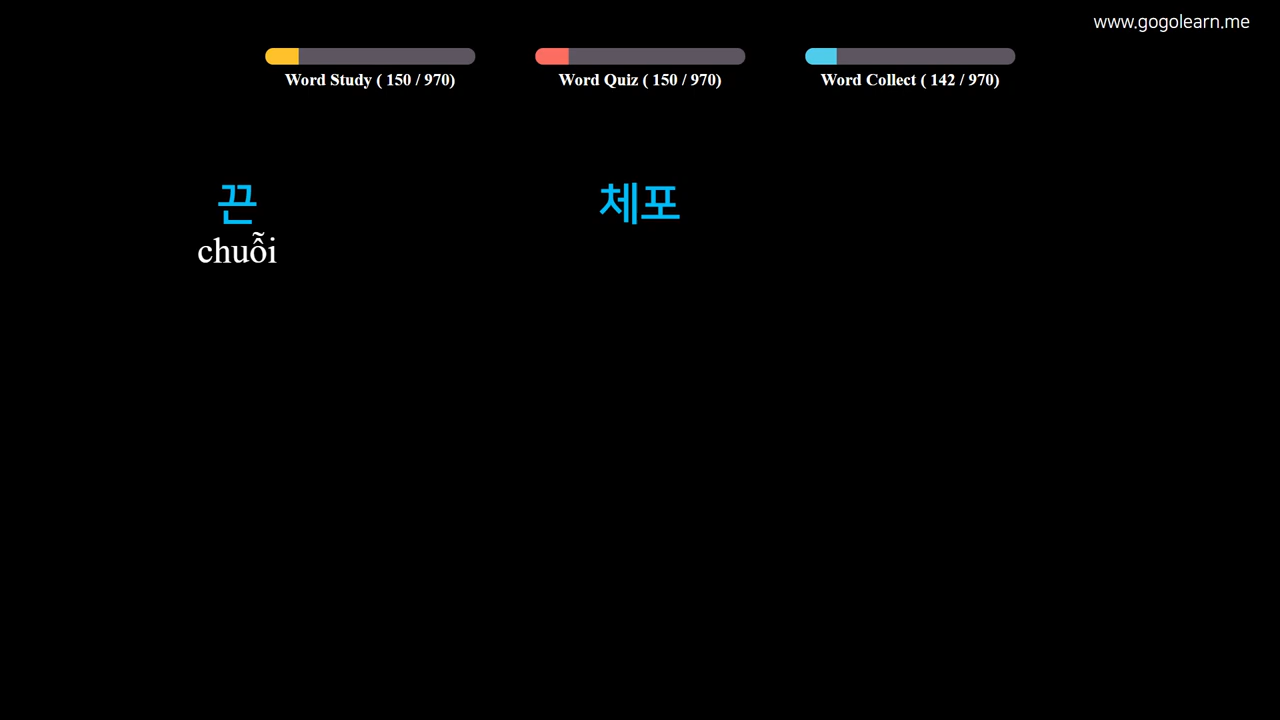 www.gogolearn.me
Word Study ( 150 / 970)
Word Quiz ( 150 / 970)
Word Collect ( 142 / 970)
끈
체포
chuỗi